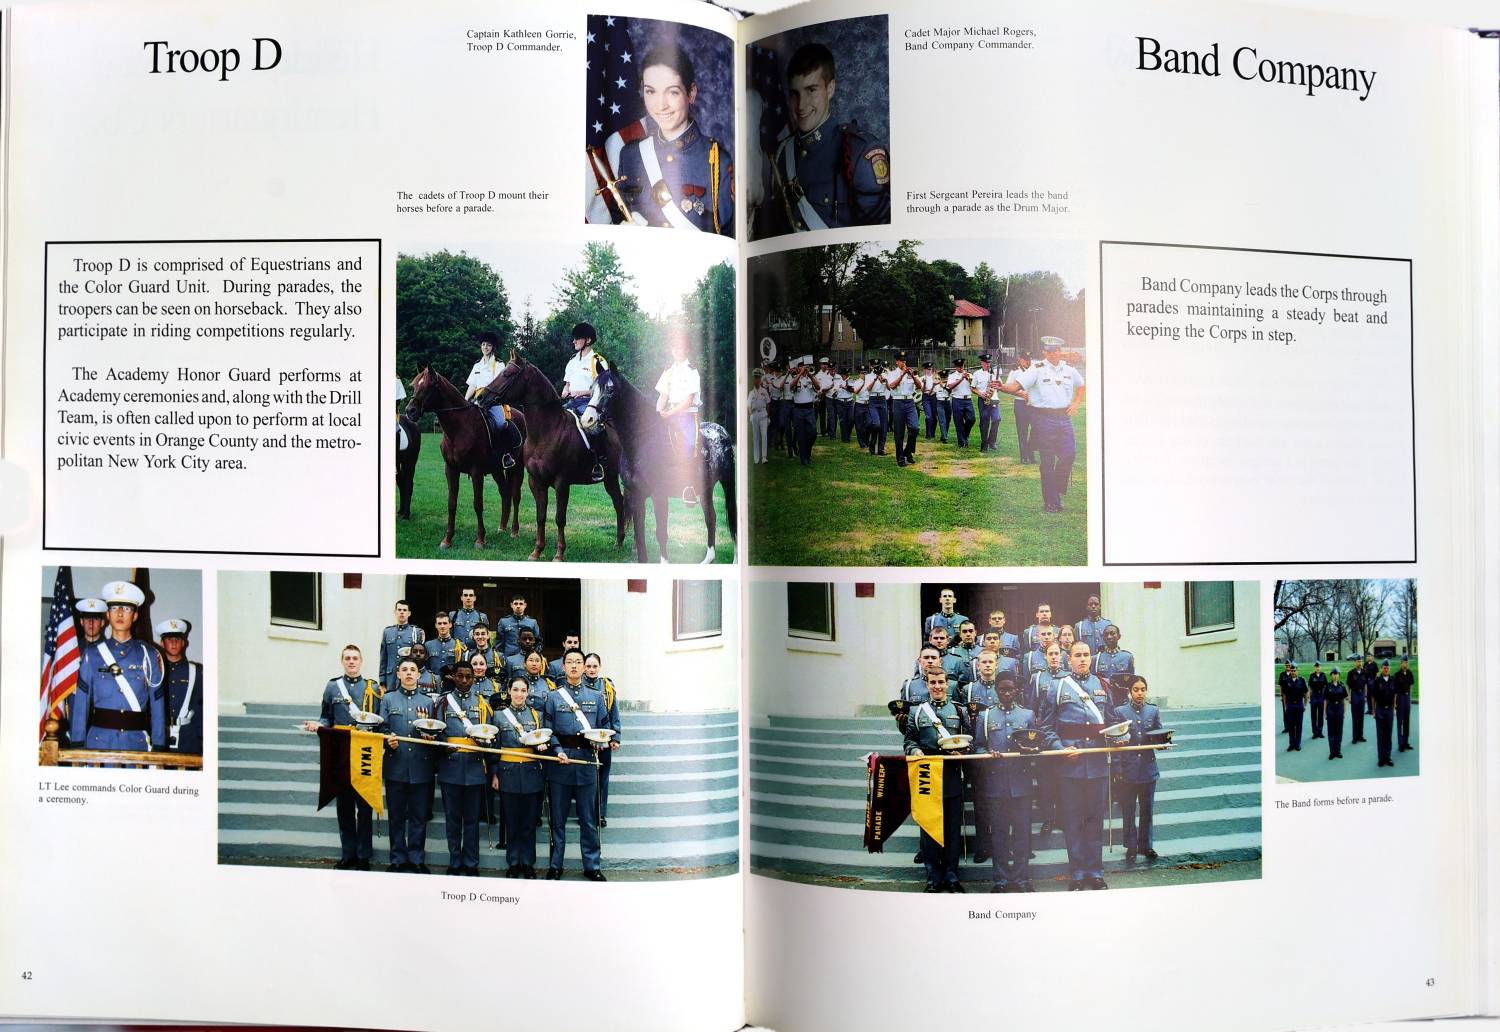 Troop D
Captain Kathleen Gorrie,
Troop D Commander.
The cadets of Troop D mount their
horses before a parade.
Troop D is comprised of Equestrians and
the Color Guard Unit. During parades, the
troopers can be seen on horseback. They also
participate in riding competitions regularly.
The Academy Honor Guard performs at
Academy ceremonies and, along with the Drill
Team, is often called upon to perform at local
civic events in Orange County and the metro-
politan New York City area.
LT Lee commands Color Guard during
a ceremony.
NYMA
Troop D Company
42
Cadet Major Michael Rogers,
Band Company Commander.
Band Company
First Sergeant Pereira leads the band
through a parade as the Drum Major.
Band Company leads the Corps through
parades maintaining a steady beat and
keeping the Corps in step.
PARADE WINNERS
NYMA
The Band forms before a parade.
Band Company
43